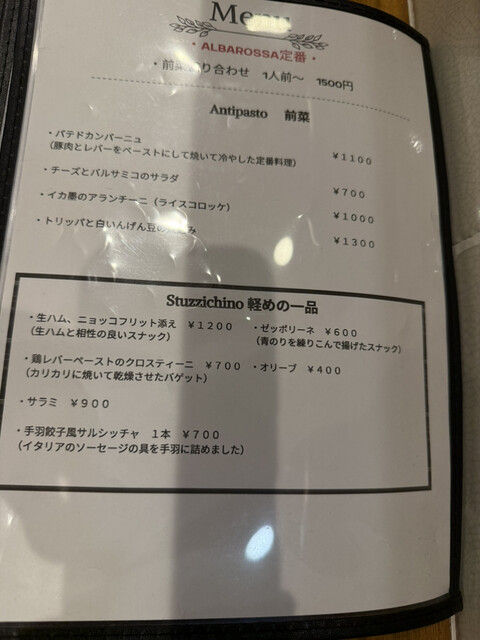 Menu
・ALBAROSSA定番・
・前菜盛り合わせ 1人前〜 1500円
Antipasto 前菜
・パテドカンパーニュ ￥1100
（豚肉とレバーをペーストにして焼いて冷やした定番料理）
・チーズとバルサミコのサラダ ￥700
・イカ墨のアランチーニ（ライスコロッケ） ￥1000
・トリッパと白いんげん豆の み ￥1300
Stuzzichino 軽めの一品
・生ハム、ニョッコフリット添え ￥1200 ・ゼッポリーネ ￥600
（生ハムと相性の良いスナック） （青のりを練りこんで揚げたスナック）
・鶏レバーペーストのクロスティーニ ￥700 ・オリーブ ￥400
（カリカリに焼いて乾燥させたバゲット）
・サラミ ￥900
・手羽餃子風サルシッチャ 1本 ￥700
（イタリアのソーセージの具を手羽に詰めました）